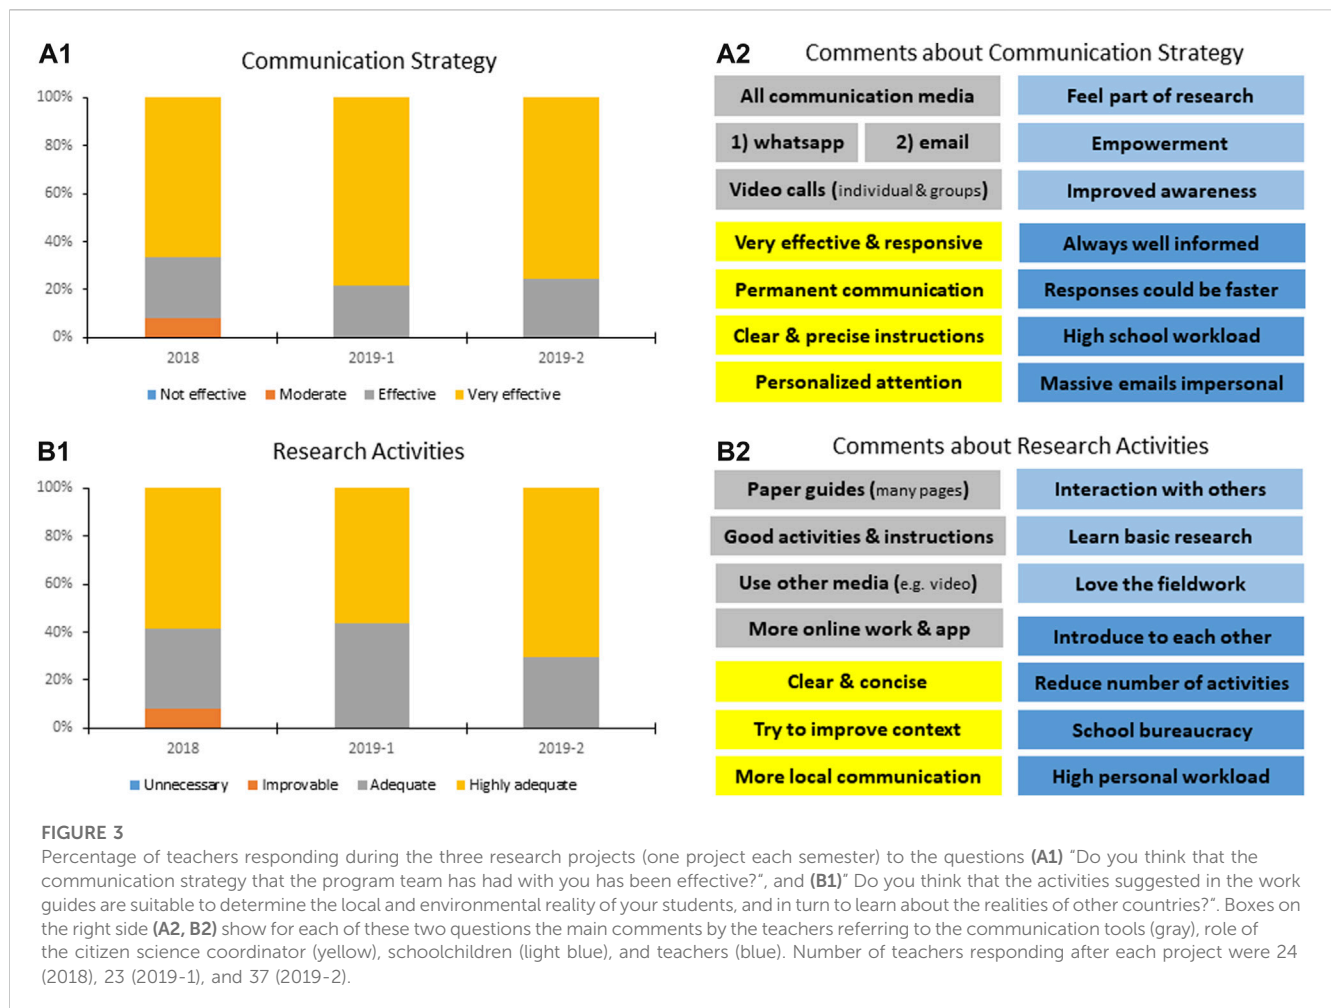 A1
Communication Strategy
100%
80%
60%
40%
20%
0%
2018
2019-1
2019-2
Not effective
Moderate
Effective
Very effective
A2
Comments about Communication Strategy
All communication media
Feel part of research
1) whatsapp
2) email
Empowerment
Video calls (individual & groups)
Improved awareness
Very effective & responsive
Always well informed
Permanent communication
Responses could be faster
Clear & precise instructions
High school workload
Personalized attention
Massive emails impersonal
B1
Research Activities
100%
80%
60%
40%
20%
0%
2018
2019-1
2019-2
Unnecessary
Improvable
Adequate
Highly adequate
B2
Comments about Research Activities
Paper guides (many pages)
Interaction with others
Good activities & instructions
Learn basic research
Use other media (e.g. video)
Love the fieldwork
More online work & app
Introduce to each other
Clear & concise
Reduce number of activities
Try to improve context
School bureaucracy
More local communication
High personal workload
FIGURE 3
Percentage of teachers responding during the three research projects (one project each semester) to the questions (A1) “Do you think that the
communication strategy that the program team has had with you has been effective?“, and (B1)” Do you think that the activities suggested in the work
guides are suitable to determine the local and environmental reality of your students, and in turn to learn about the realities of other countries?“. Boxes on
the right side (A2, B2) show for each of these two questions the main comments by the teachers referring to the communication tools (gray), role of
the citizen science coordinator (yellow), schoolchildren (light blue), and teachers (blue). Number of teachers responding after each project were 24
(2018), 23 (2019-1), and 37 (2019-2).